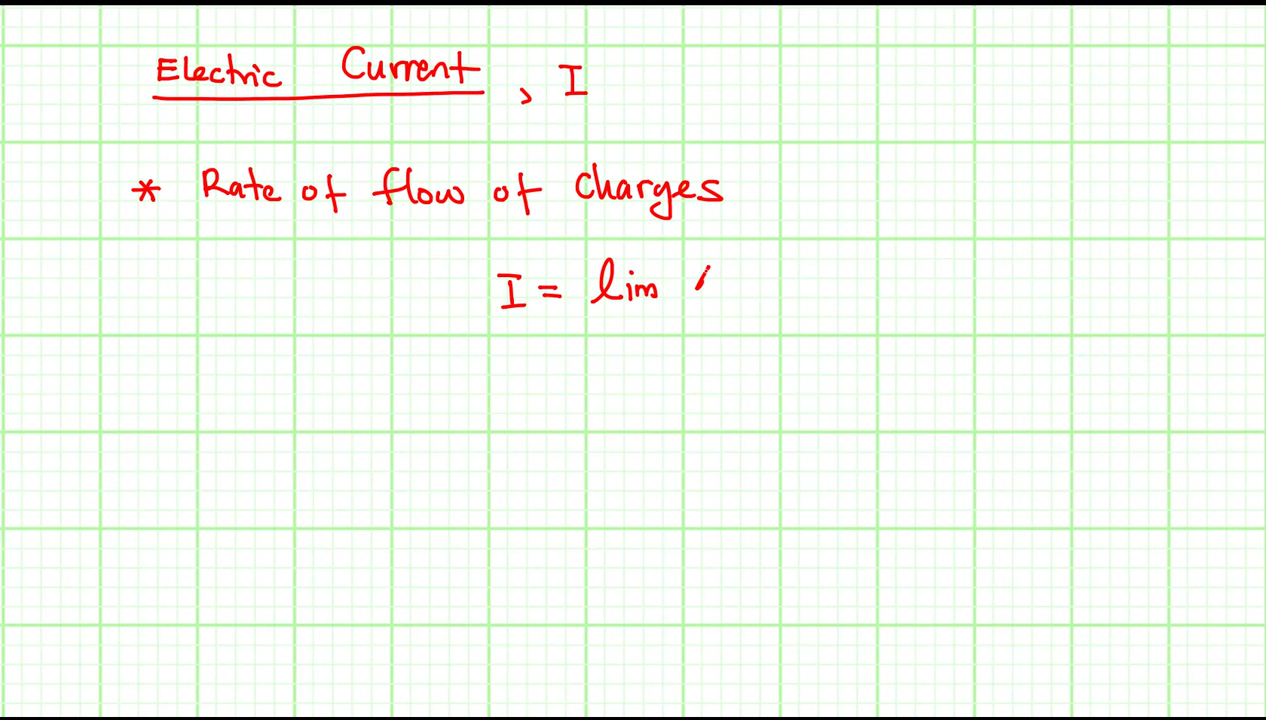 Electric Current, I
* Rate of flow of charges
I = lim